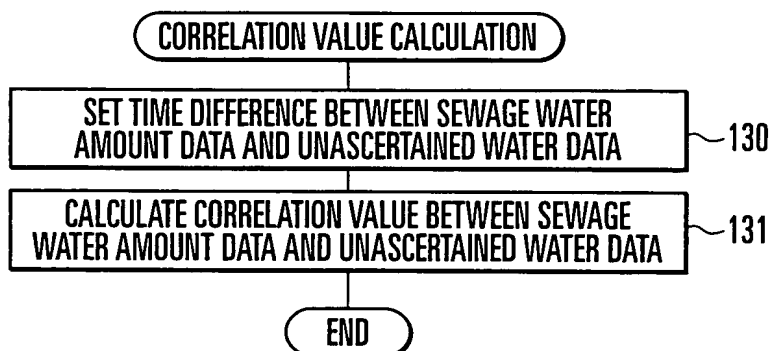 CORRELATION VALUE CALCULATION
SET TIME DIFFERENCE BETWEEN SEWAGE WATER
AMOUNT DATA AND UNASCERTAINED WATER DATA
130
CALCULATE CORRELATION VALUE BETWEEN SEWAGE
WATER AMOUNT DATA AND UNASCERTAINED WATER DATA
131
END